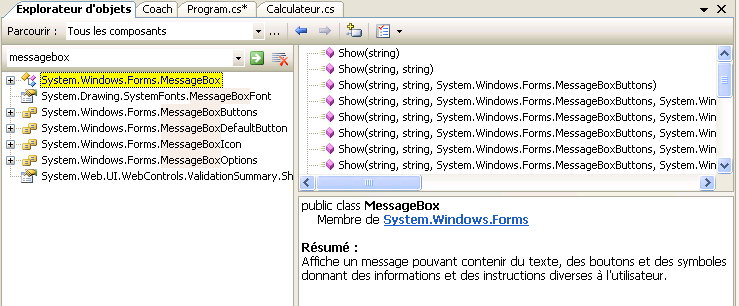 Explorateur d'objets Coach Program.cs* Calculateur.cs
Parcourir : Tous les composants ...
messagebox
System.Windows.Forms.MessageBox
System.Drawing.SystemFonts.MessageBoxFont
System.Windows.Forms.MessageBoxButtons
System.Windows.Forms.MessageBoxDefaultButton
System.Windows.Forms.MessageBoxIcon
System.Windows.Forms.MessageBoxOptions
System.Web.UI.WebControls.ValidationSummary.Sh
Show(string)
Show(string, string)
Show(string, string, System.Windows.Forms.MessageBoxButtons)
Show(string, string, System.Windows.Forms.MessageBoxButtons, System.Win
Show(string, string, System.Windows.Forms.MessageBoxButtons, System.Win
Show(string, string, System.Windows.Forms.MessageBoxButtons, System.Win
Show(string, string, System.Windows.Forms.MessageBoxButtons, System.Win
Show(string, string, System.Windows.Forms.MessageBoxButtons, System.Win
public class MessageBox
Membre de System.Windows.Forms
Résumé :
Affiche un message pouvant contenir du texte, des boutons et des symboles
donnant des informations et des instructions diverses à l'utilisateur.